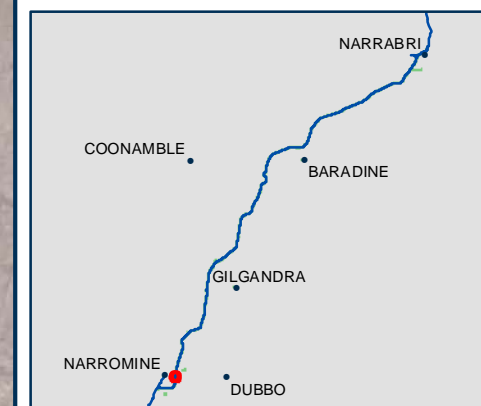 NARRABRI
COONAMBLE
BARADINE
GILGANDRA
NARROMINE
DUBBO